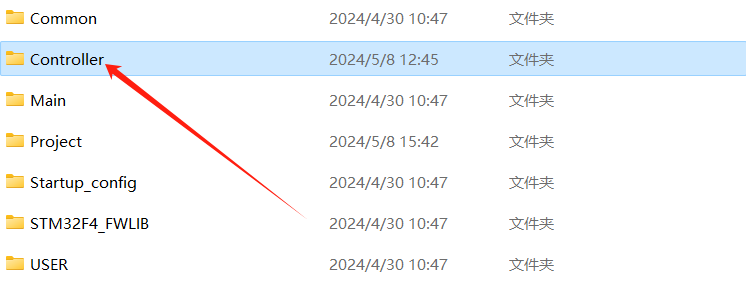 Common 2024/4/30 10:47 文件夹
Controller 2024/5/8 12:45 文件夹
Main 2024/4/30 10:47 文件夹
Project 2024/5/8 15:42 文件夹
Startup_config 2024/4/30 10:47 文件夹
STM32F4_FWLIB 2024/4/30 10:47 文件夹
USER 2024/4/30 10:47 文件夹